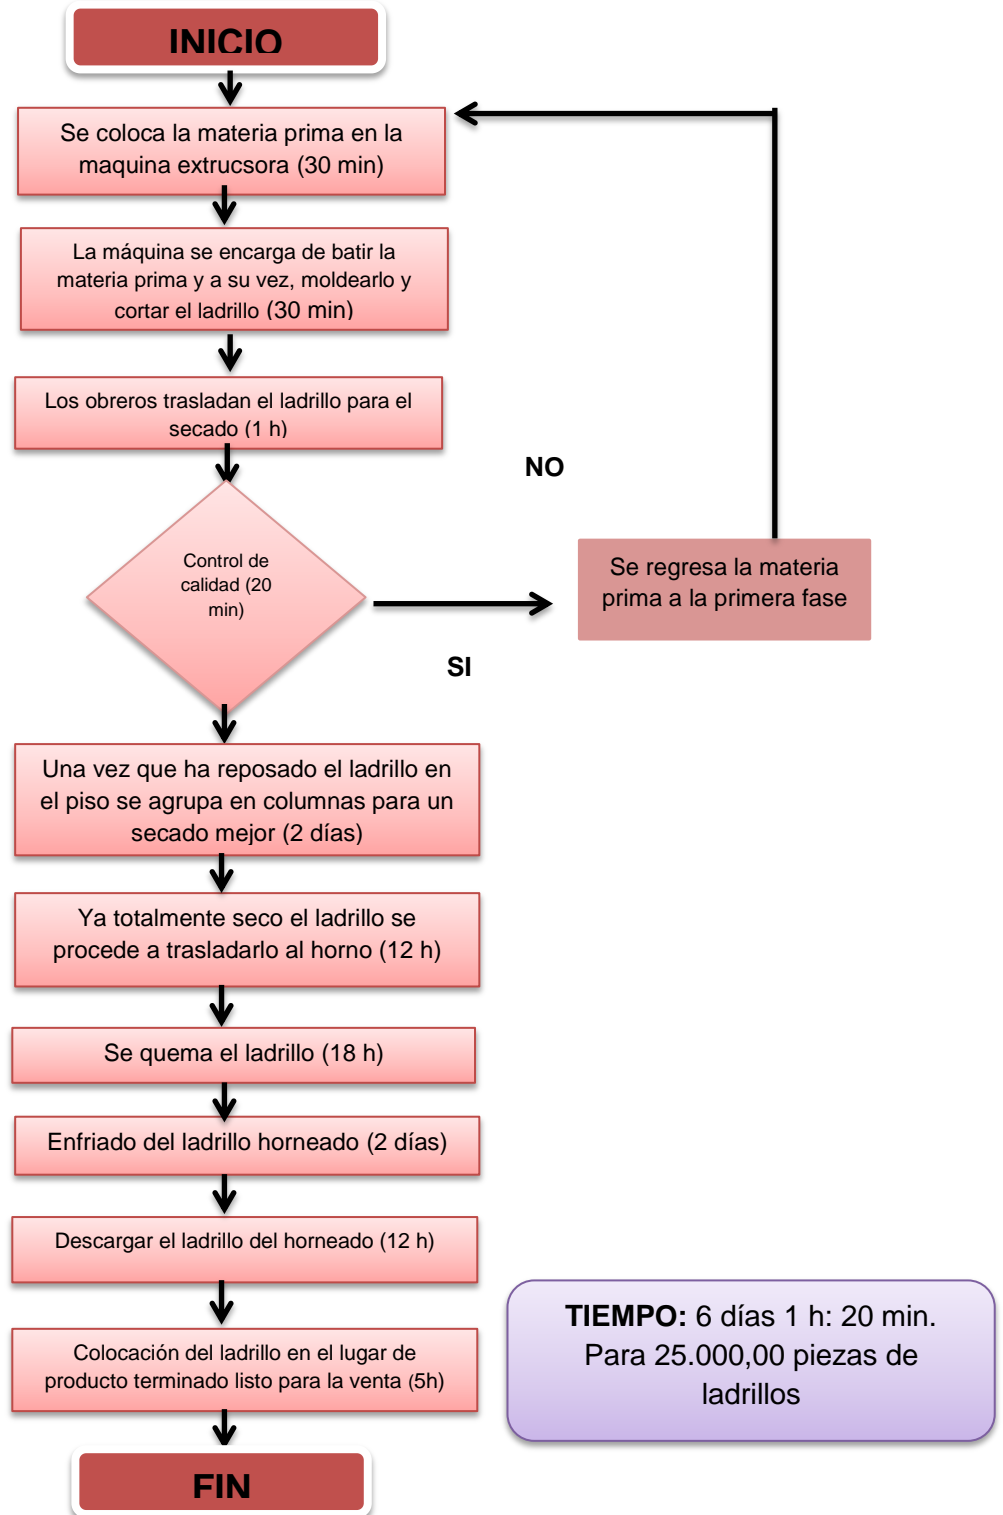 INICIO
Se coloca la materia prima en la
maquina extrucsora (30 min)
La máquina se encarga de batir la
materia prima y a su vez, moldearlo y
cortar el ladrillo (30 min)
Los obreros trasladan el ladrillo para el
secado (1 h)
NO
Control de
calidad (20
min)
Se regresa la materia
prima a la primera fase
SI
Una vez que ha reposado el ladrillo en
el piso se agrupa en columnas para un
secado mejor (2 días)
Ya totalmente seco el ladrillo se
procede a trasladarlo al horno (12 h)
Se quema el ladrillo (18 h)
Enfriado del ladrillo horneado (2 días)
Descargar el ladrillo del horneado (12 h)
Colocación del ladrillo en el lugar de
producto terminado listo para la venta (5h)
TIEMPO: 6 días 1 h: 20 min.
Para 25.000,00 piezas de
ladrillos
FIN